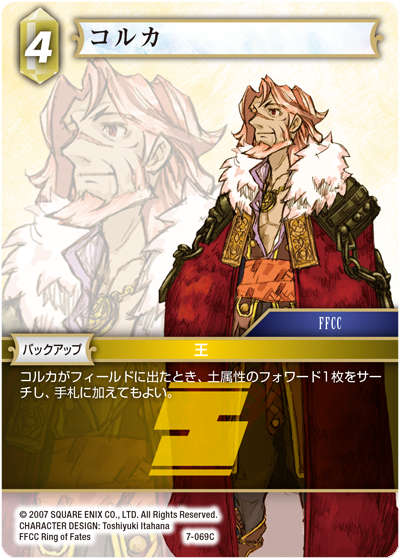 4
コルカ
FFCC
バックアップ
王
コルカがフィールドに出たとき、土属性のフォワード1枚をサー
チし、手札に加えてもよい。
© 2007 SQUARE ENIX CO., LTD. All Rights Reserved.
CHARACTER DESIGN: Toshiyuki Itahana
FFCC Ring of Fates
7-069C